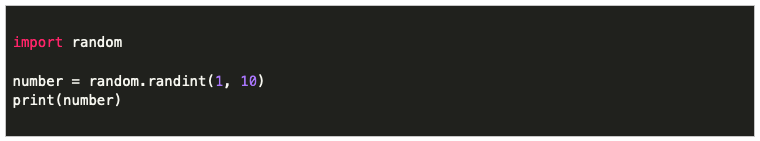 import random
number = random.randint(1, 10)
print(number)